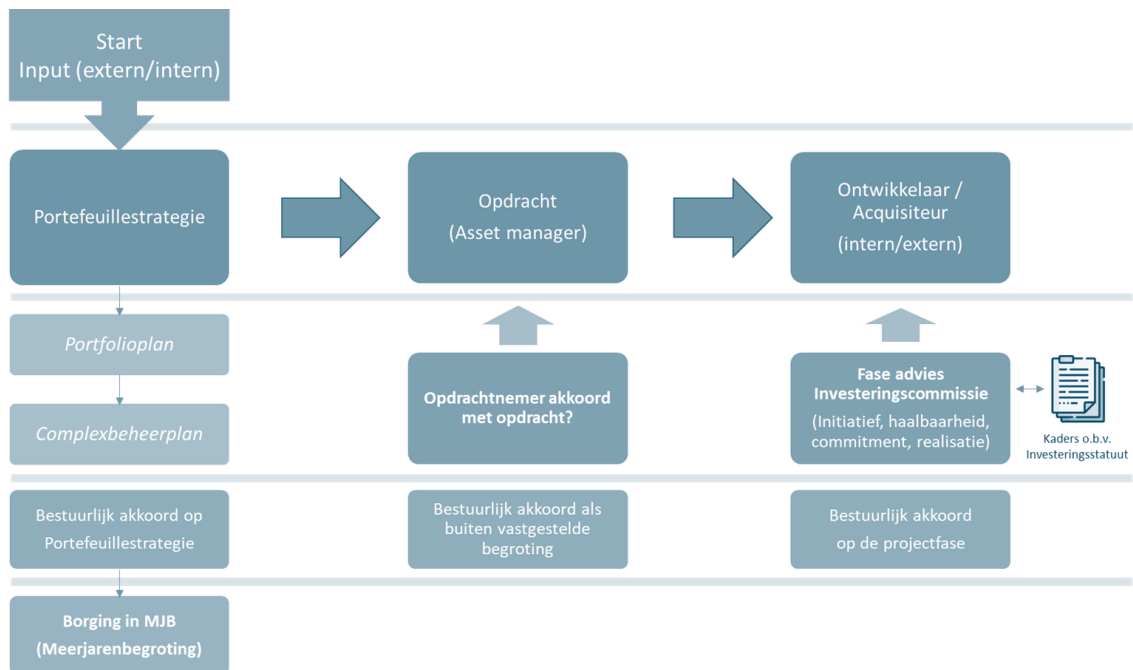 Start
Input (extern/intern)
Portefeuillestrategie
Opdracht
(Asset manager)
Ontwikkelaar /
Acquisiteur
(intern/extern)
Portfolioplan
Complexbeheerplan
Opdrachtnemer akkoord
met opdracht?
Fase advies
Investeringscommissie
(Initiatief, haalbaarheid,
commitment, realisatie)
Kaders o.b.v.
Investeringsstatuut
Bestuurlijk akkoord op
Portefeuillestrategie
Bestuurlijk akkoord als
buiten vastgestelde
begroting
Bestuurlijk akkoord
op de projectfase
Borging in MJB
(Meerjarenbegroting)